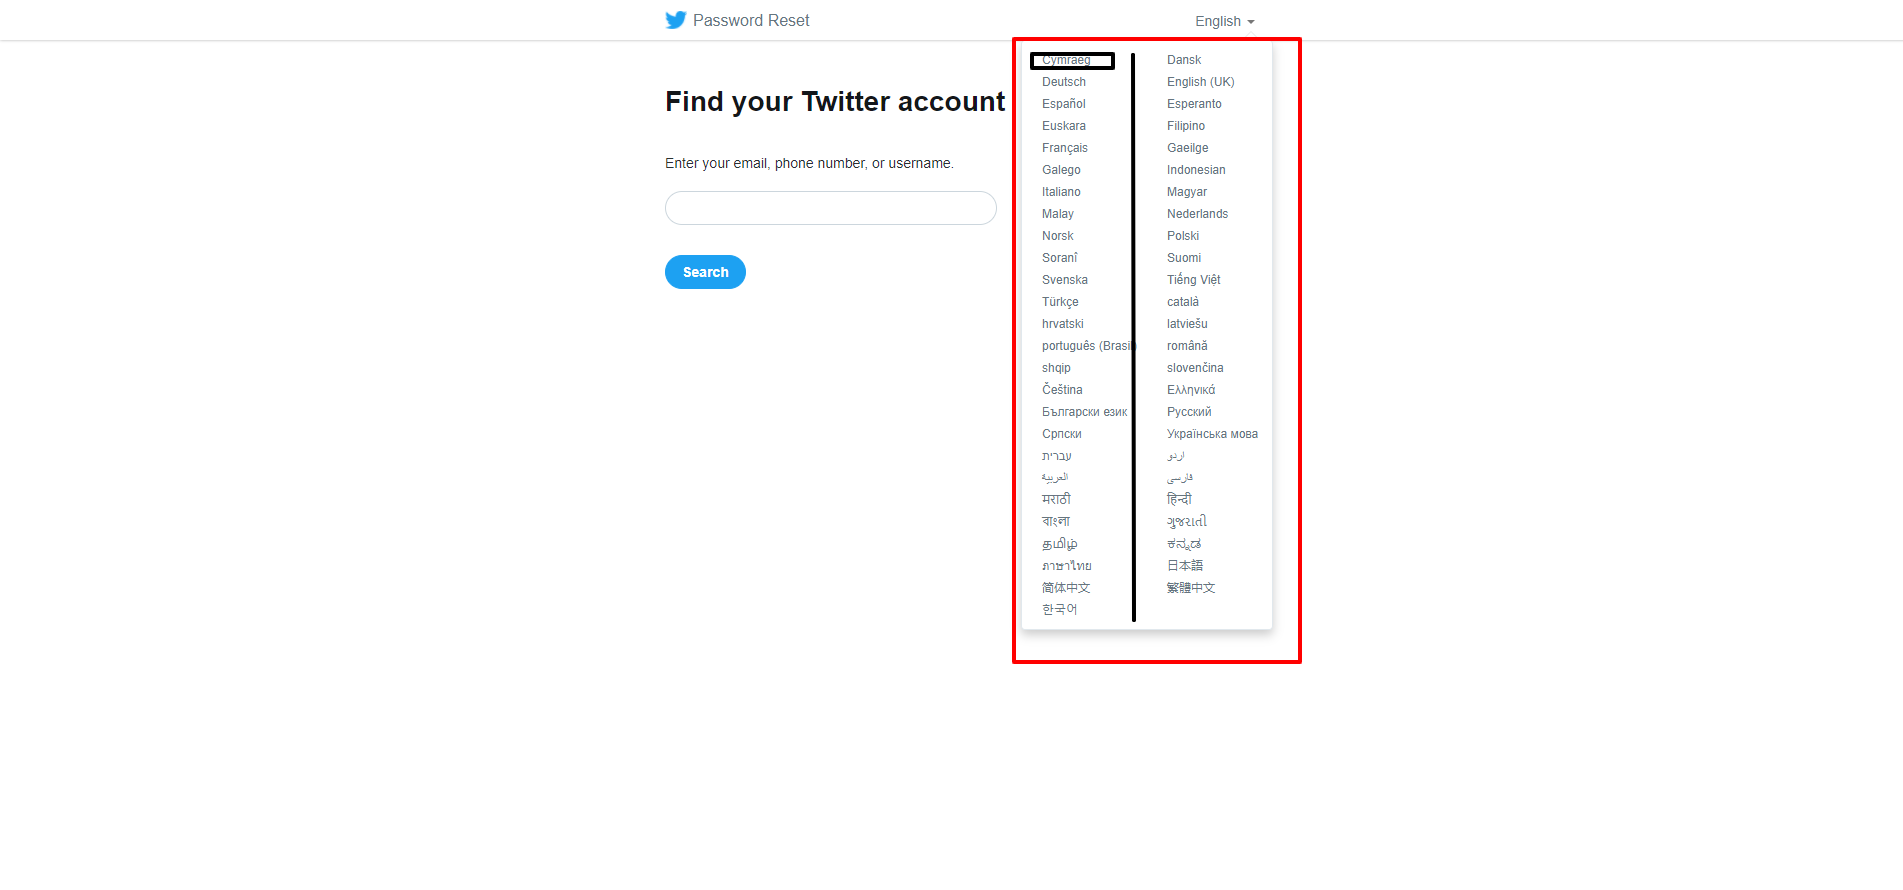 Password Reset
English
Find your Twitter account
Enter your email, phone number, or username.
Search
Cymraeg
Deutsch
Español
Euskara
Français
Galego
Italiano
Malay
Norsk
Soranî
Svenska
Türkçe
hrvatski
português (Brasil)
shqip
Čeština
Български език
Српски
עברית
العربية
मराठी
বাংলা
தமிழ்
ภาษาไทย
简体中文
한국어
Dansk
English (UK)
Esperanto
Filipino
Gaeilge
Indonesian
Magyar
Nederlands
Polski
Suomi
Tiếng Việt
català
latviešu
română
slovenčina
Ελληνικά
Русский
Українська мова
اردو
فارسی
हिन्दी
ગુજરાતી
ಕನ್ನಡ
日本語
繁體中文